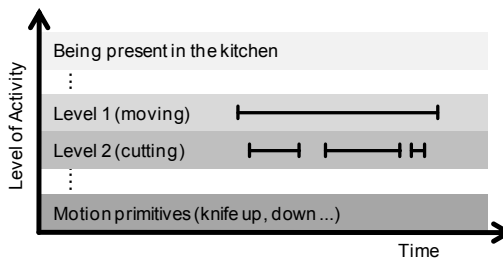 Level of Activity
Being present in the kitchen
⋮
Level 1 (moving)
Level 2 (cutting)
⋮
Motion primitives (knife up, down ...)
Time